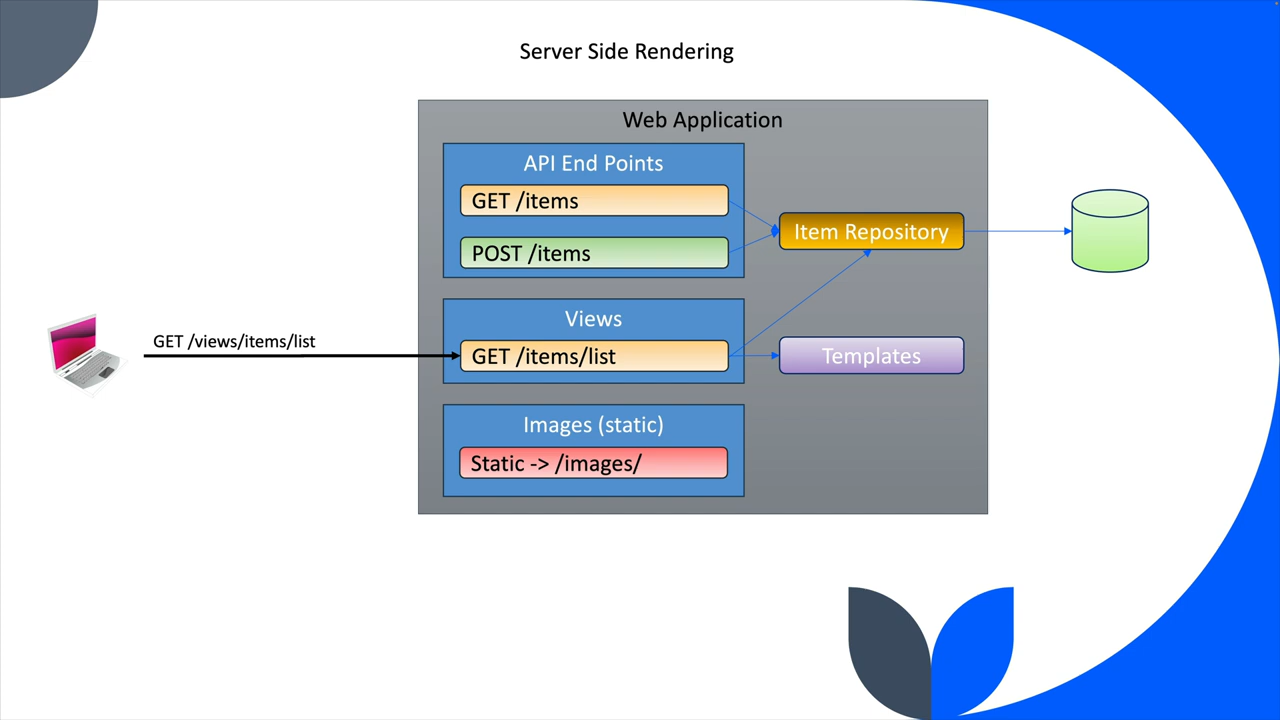 Server Side Rendering
Web Application
API End Points
GET /items
POST /items
Item Repository
Views
GET /views/items/list
GET /items/list
Templates
Images (static)
Static -> /images/